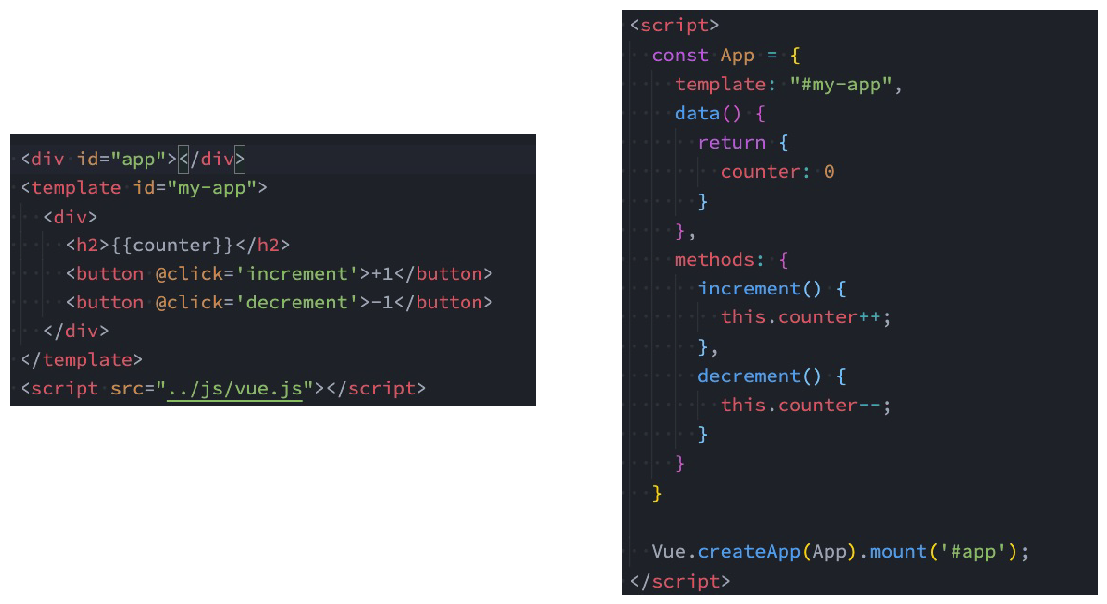 <div id="app"></div>
<template id="my-app">
<div>
<h2>{{counter}}</h2>
<button @click='increment'>+1</button>
<button @click='decrement'>-1</button>
</div>
</template>
<script src="../js/vue.js"></script>
<script>
const App = {
template: "#my-app",
data() {
return {
counter: 0
}
},
methods: {
increment() {
this.counter++;
},
decrement() {
this.counter--;
}
}
}
Vue.createApp(App).mount('#app');
</script>